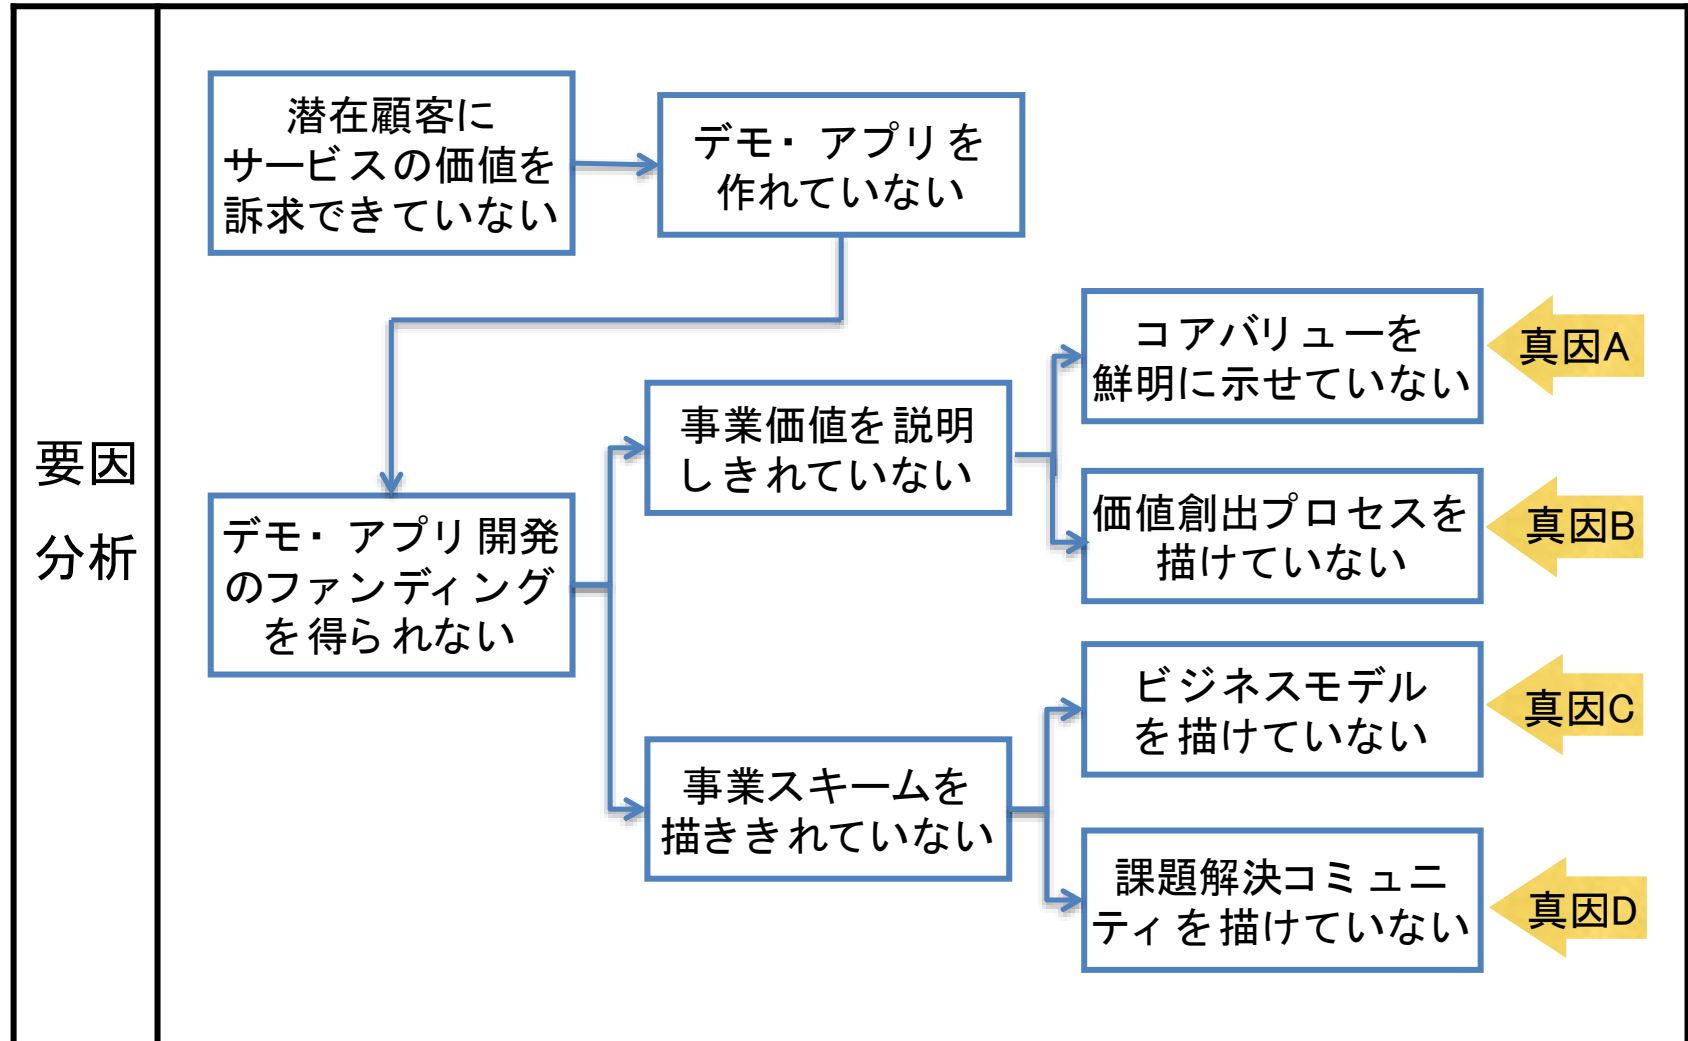 要因
分析
潜在顧客に
サービスの価値を
訴求できていない
デモ・アプリを
作れていない
デモ・アプリ開発
のファンディング
を得られない
事業価値を説明
しきれていない
事業スキームを
描ききれていない
コアバリューを
鮮明に示せていない
真因A
価値創出プロセスを
描けていない
真因B
ビジネスモデル
を描けていない
真因C
課題解決コミュニ
ティを描けていない
真因D